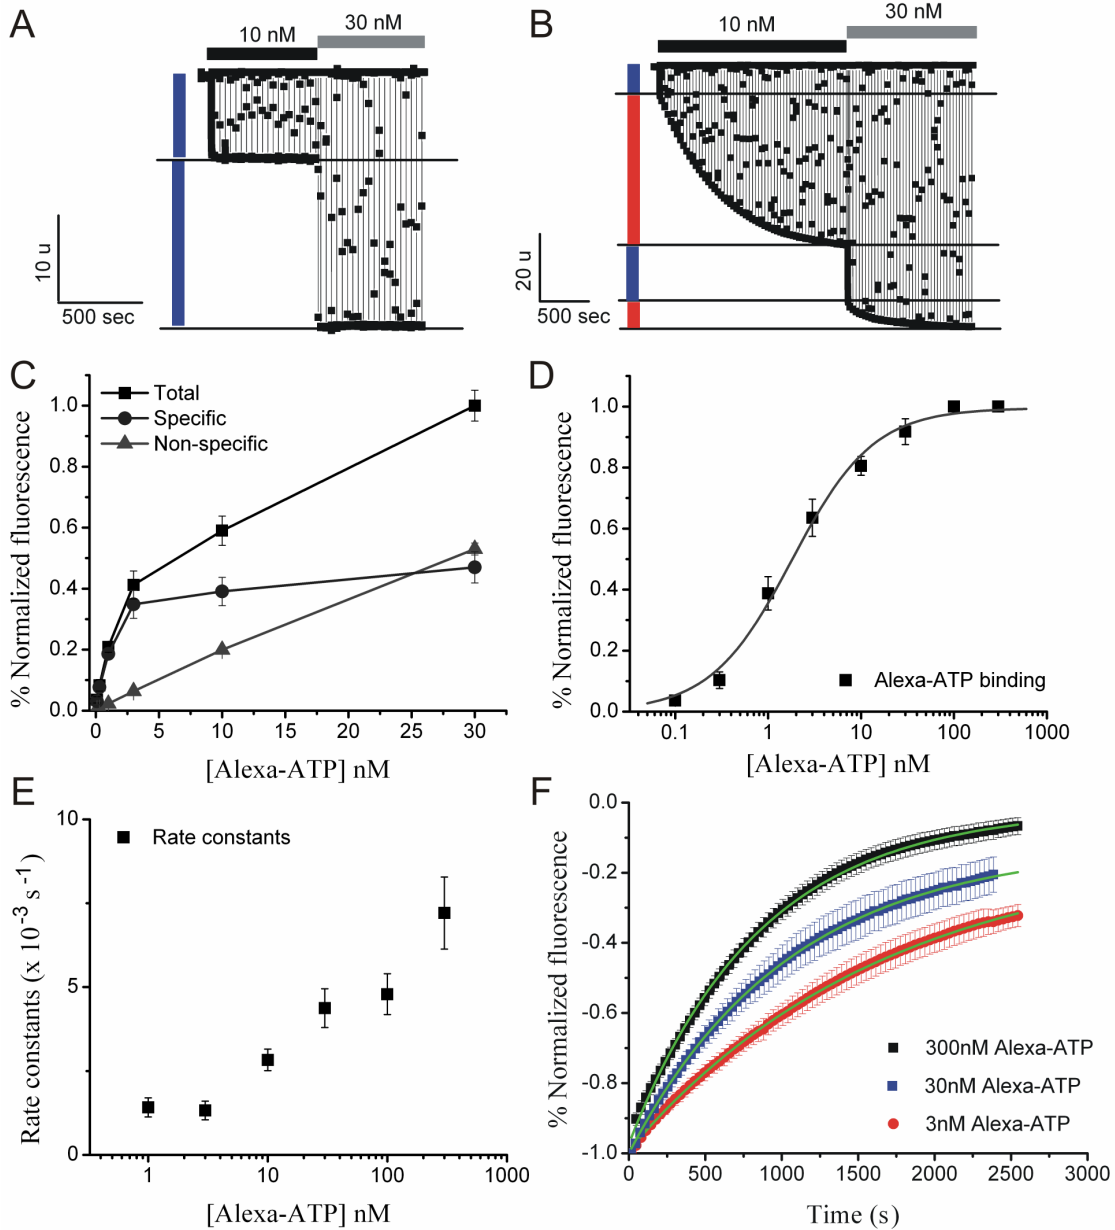 A
10 nM
30 nM
10 u
500 sec
B
10 nM
30 nM
20 u
500 sec
C
Total
Specific
Non-specific
% Normalized fluorescence
1.0
0.8
0.6
0.4
0.2
0.0
0 5 10 15 20 25 30
[Alexa-ATP] nM
D
% Normalized fluorescence
1.0
0.8
0.6
0.4
0.2
0.0
Alexa-ATP binding
0.1 1 10 100 1000
[Alexa-ATP] nM
E
Rate constants
Rate constants (x 10⁻³ s⁻¹)
10
5
0
1 10 100 1000
[Alexa-ATP] nM
F
% Normalized fluorescence
0.0
-0.2
-0.4
-0.6
-0.8
-1.0
300nM Alexa-ATP
30nM Alexa-ATP
3nM Alexa-ATP
0 500 1000 1500 2000 2500 3000
Time (s)